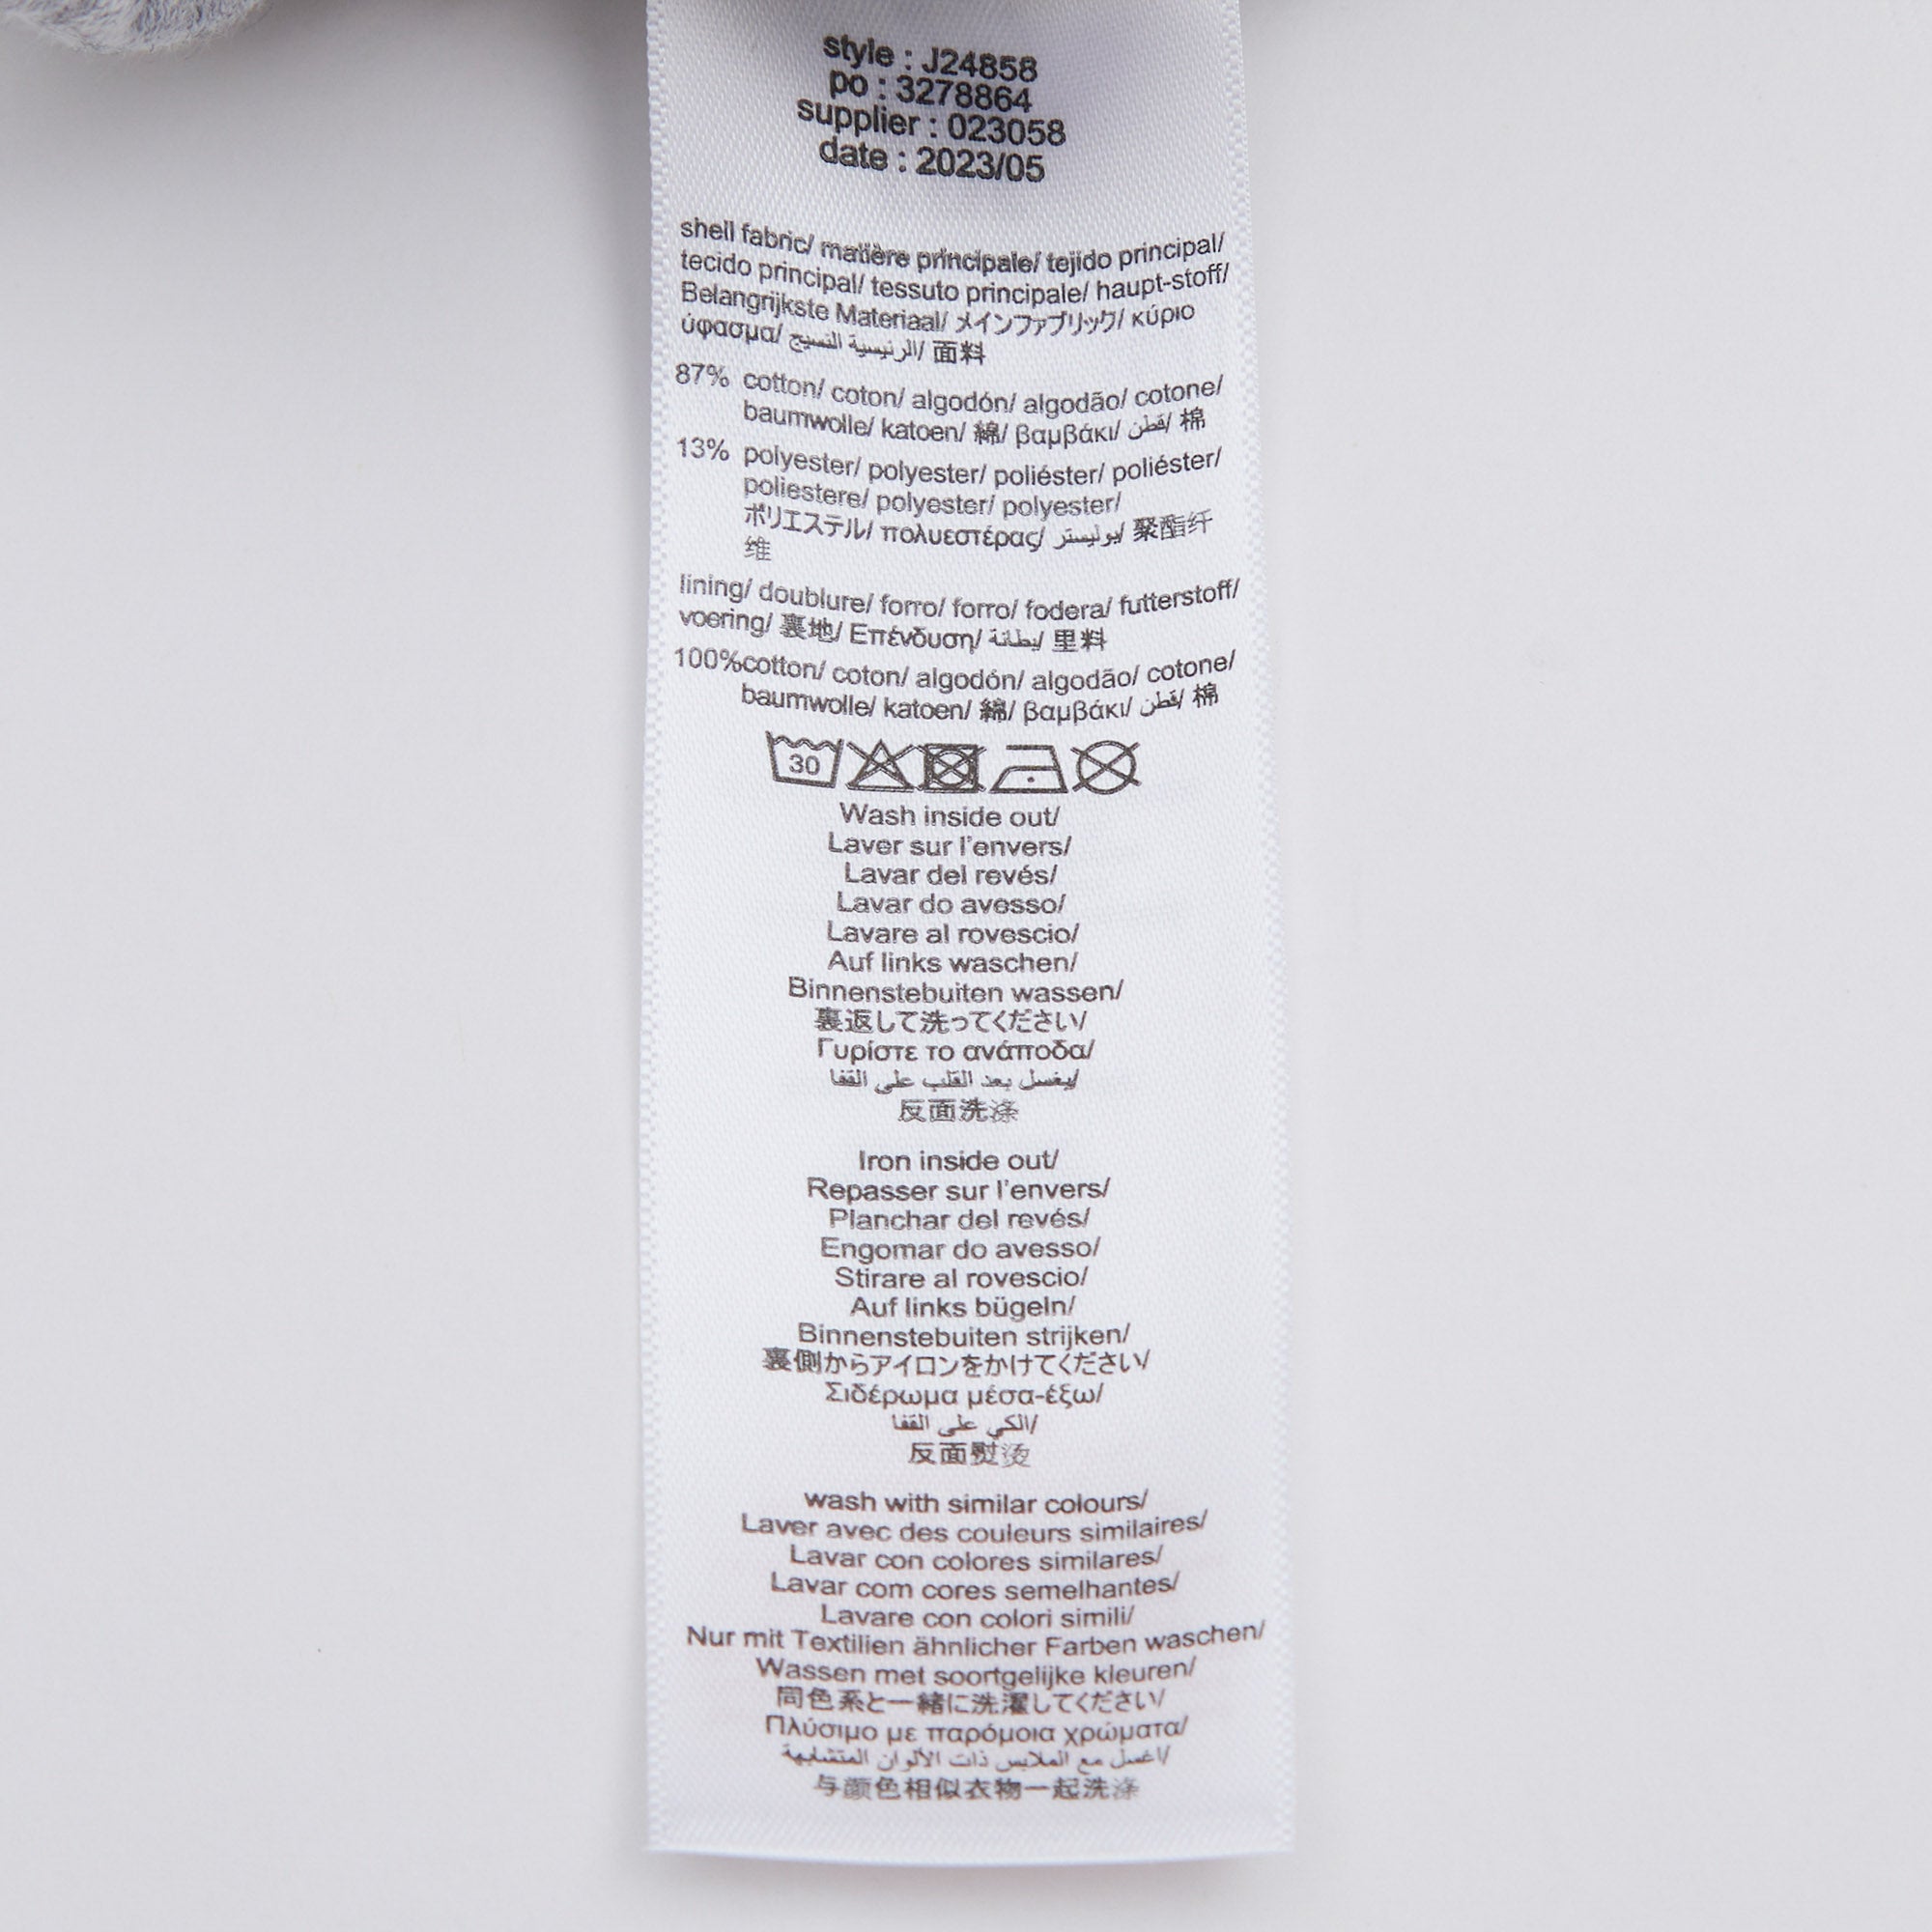 style : J24858
po : 3278864
supplier : 023058
date : 2023/05
shell fabric/ matière principale/ tejido principal/
tecido principal/ tessuto principale/ haupt-stoff/
Belangrijkste Materiaal/ メインファブリック/ κύριο
ύφασμα/ الرئيسية النسيج/ 面料
87% cotton/ coton/ algodón/ algodão/ cotone/
baumwolle/ katoen/ 綿/ βαμβάκι/ قطن/ 棉
13% polyester/ polyester/ poliéster/ poliéster/
poliestere/ polyester/ polyester/
ポリエステル/ πολυεστέρας/ بوليستر/ 聚酯纤
维
lining/ doublure/ forro/ forro/ fodera/ futterstoff/
voering/ 裏地/ Επένδυση/ بطانة/ 里料
100%cotton/ coton/ algodón/ algodão/ cotone/
baumwolle/ katoen/ 綿/ βαμβάκι/ قطن/ 棉
30
Wash inside out/
Laver sur l'envers/
Lavar del revés/
Lavar do avesso/
Lavare al rovescio/
Auf links waschen/
Binnenstebuiten wassen/
裏返して洗ってください/
Γυρίστε το ανάποδα/
يغسل بعد القلب على القفا/
反面洗涤
Iron inside out/
Repasser sur l'envers/
Planchar del revés/
Engomar do avesso/
Stirare al rovescio/
Auf links bügeln/
Binnenstebuiten strijken/
裏側からアイロンをかけてください/
Σιδέρωμα μέσα-έξω/
الكي على القفا/
反面熨烫
wash with similar colours/
Laver avec des couleurs similaires/
Lavar con colores similares/
Lavar com cores semelhantes/
Lavare con colori simili/
Nur mit Textilien ähnlicher Farben waschen/
Wassen met soortgelijke kleuren/
同色系と一緒に洗濯してください/
Πλύσιμο με παρόμοια χρώματα/
اغسل مع الملابس ذات الألوان المتشابهة/
与颜色相似衣物一起洗涤